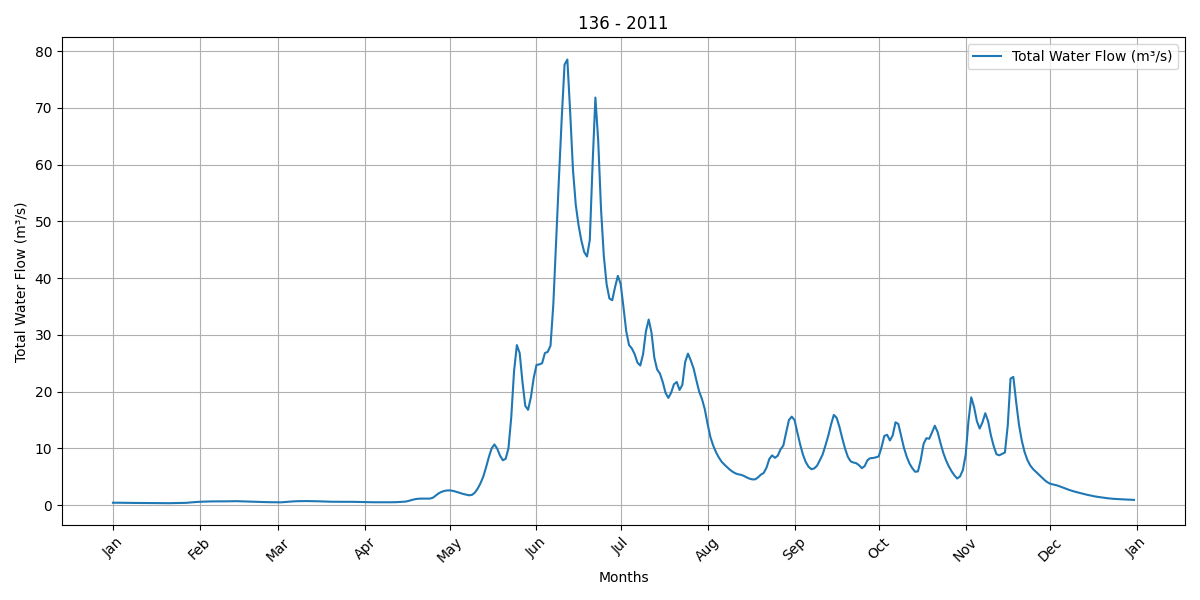 136 - 2011
Total Water Flow (m³/s)
Total Water Flow (m³/s)
80
70
60
50
40
30
20
10
0
Jan
Feb
Mar
Apr
May
Jun
Jul
Aug
Sep
Oct
Nov
Dec
Jan
Months